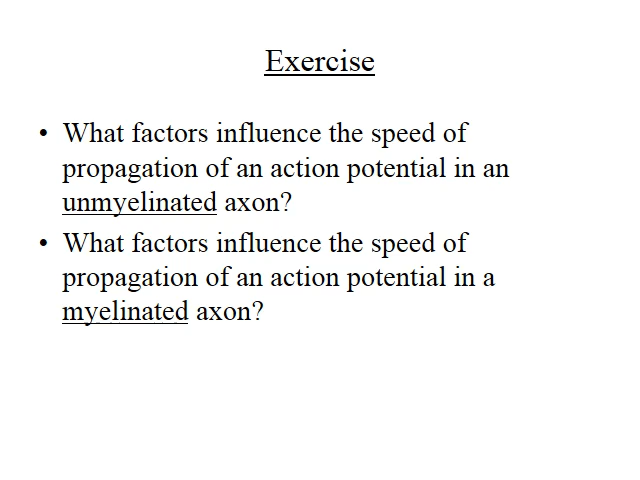 Exercise
• What factors influence the speed of
propagation of an action potential in an
unmyelinated axon?
• What factors influence the speed of
propagation of an action potential in a
myelinated axon?